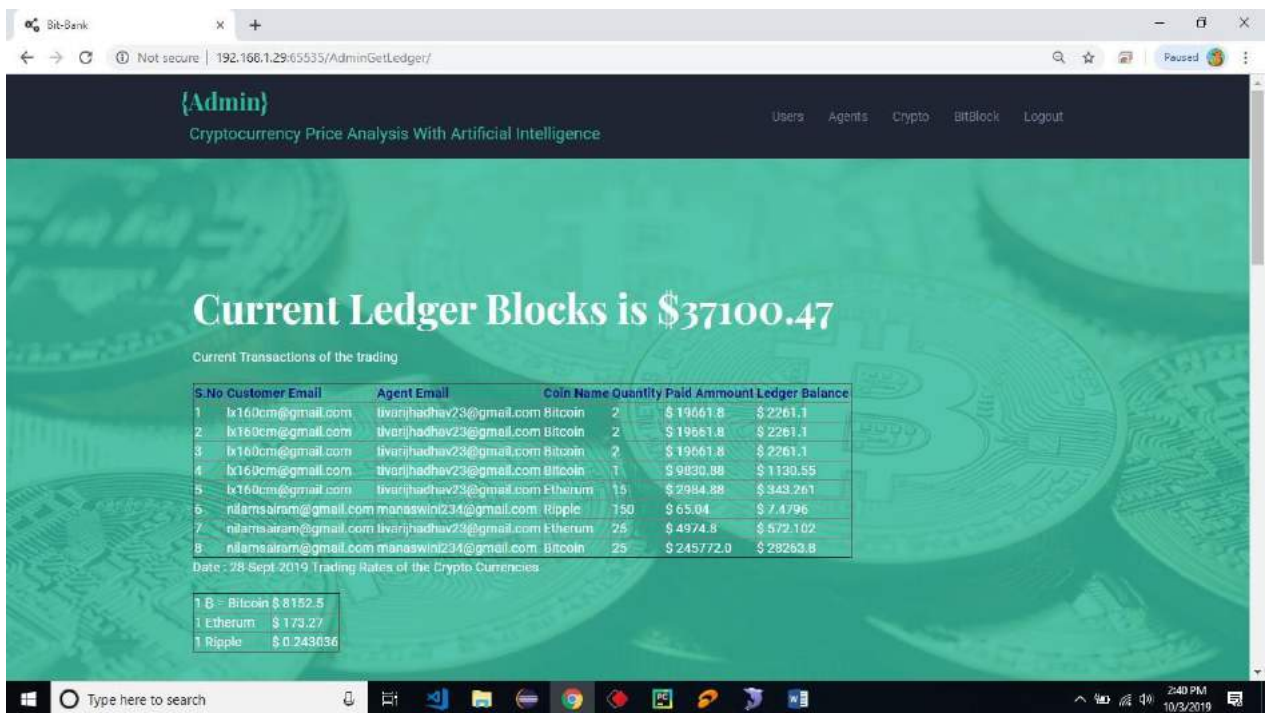 Bit-Bank
Not secure | 192.168.1.29:65535/AdminGetLedger/
Paused
{Admin}
Cryptocurrency Price Analysis With Artificial Intelligence
Users Agents Crypto BitBlock Logout
Current Ledger Blocks is $37100.47
Current Transactions of the trading
S.No Customer Email Agent Email Coin Name Quantity Paid Ammount Ledger Balance
1 lx160cm@gmail.com tivarijhadhav23@gmail.com Bitcoin 2 $ 19661.8 $ 2261.1
2 lx160cm@gmail.com tivarijhadhav23@gmail.com Bitcoin 2 $ 19661.8 $ 2261.1
3 lx160cm@gmail.com tivarijhadhav23@gmail.com Bitcoin 2 $ 19661.8 $ 2261.1
4 lx160cm@gmail.com tivarijhadhav23@gmail.com Bitcoin 1 $ 9830.88 $ 1130.55
5 lx160cm@gmail.com tivarijhadhav23@gmail.com Etherum 15 $ 2984.88 $ 343.261
6 nilamsairam@gmail.com manaswini234@gmail.com Ripple 150 $ 65.04 $ 7.4796
7 nilamsairam@gmail.com tivarijhadhav23@gmail.com Etherum 25 $ 4974.8 $ 572.102
8 nilamsairam@gmail.com manaswini234@gmail.com Bitcoin 25 $ 245772.0 $ 28263.8
Date : 28 Sept 2019 Trading Rates of the Crypto Currencies
1 ₿ = Bitcoin $ 8152.5
1 Etherum $ 173.27
1 Ripple $ 0.243036
Type here to search
2:40 PM
10/3/2019